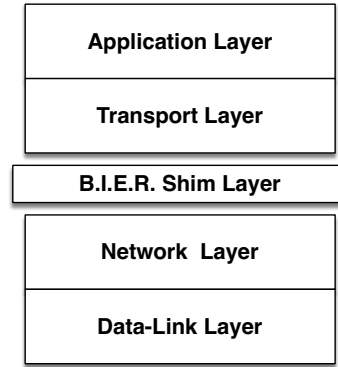 Application Layer
Transport Layer
B.I.E.R. Shim Layer
Network Layer
Data-Link Layer